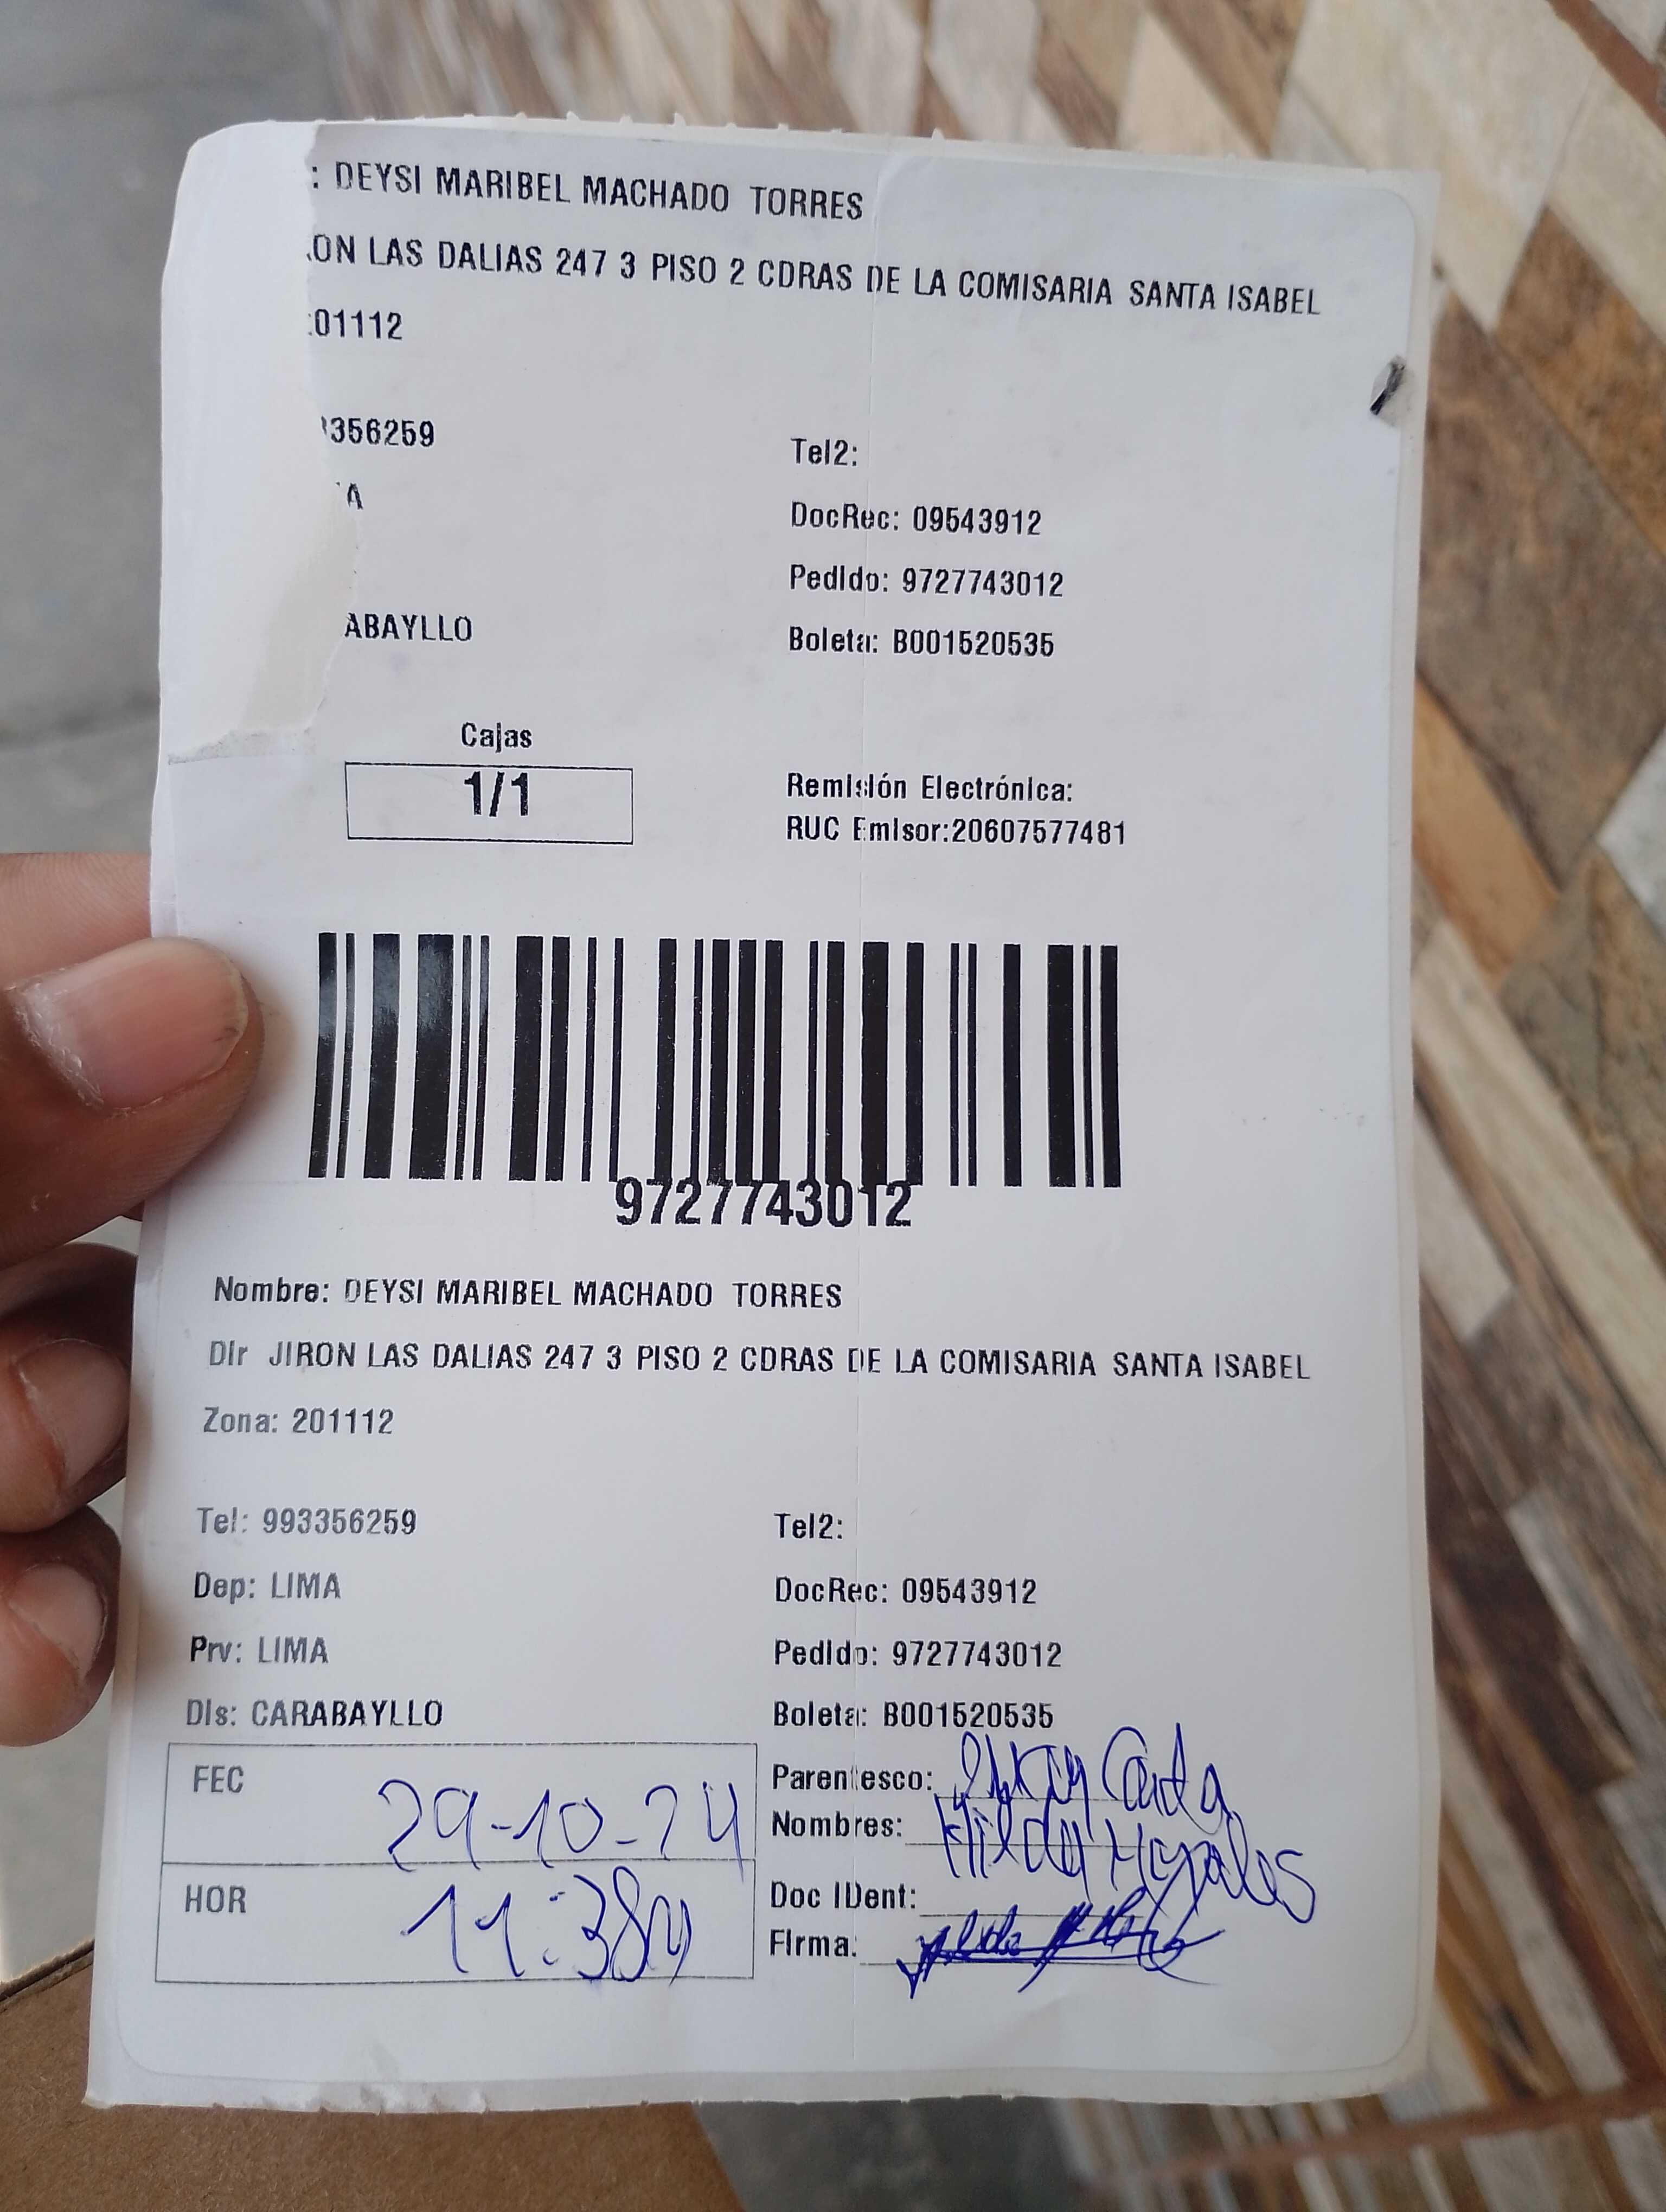 : DEYSI MARIBEL MACHADO TORRES
ON LAS DALIAS 247 3 PISO 2 CDRAS DE LA COMISARIA SANTA ISABEL
01112
356259
Tel2:
A
DocRec: 09543912
Pedido: 9727743012
ABAYLLO
Boleta: B001520535
Cajas
1/1
Remisión Electrónica:
RUC Emisor:20607577481
9727743012
Nombre: DEYSI MARIBEL MACHADO TORRES
Dir JIRON LAS DALIAS 247 3 PISO 2 CDRAS DE LA COMISARIA SANTA ISABEL
Zona: 201112
Tel: 993356259
Tel2:
Dep: LIMA
DocRec: 09543912
Prv: LIMA
Pedido: 9727743012
Dis: CARABAYLLO
Boleta: B001520535
FEC 29-10-24
Parentesco:
Nombres: Hilda Morales
HOR 11:38
Doc IDent:
Firma: